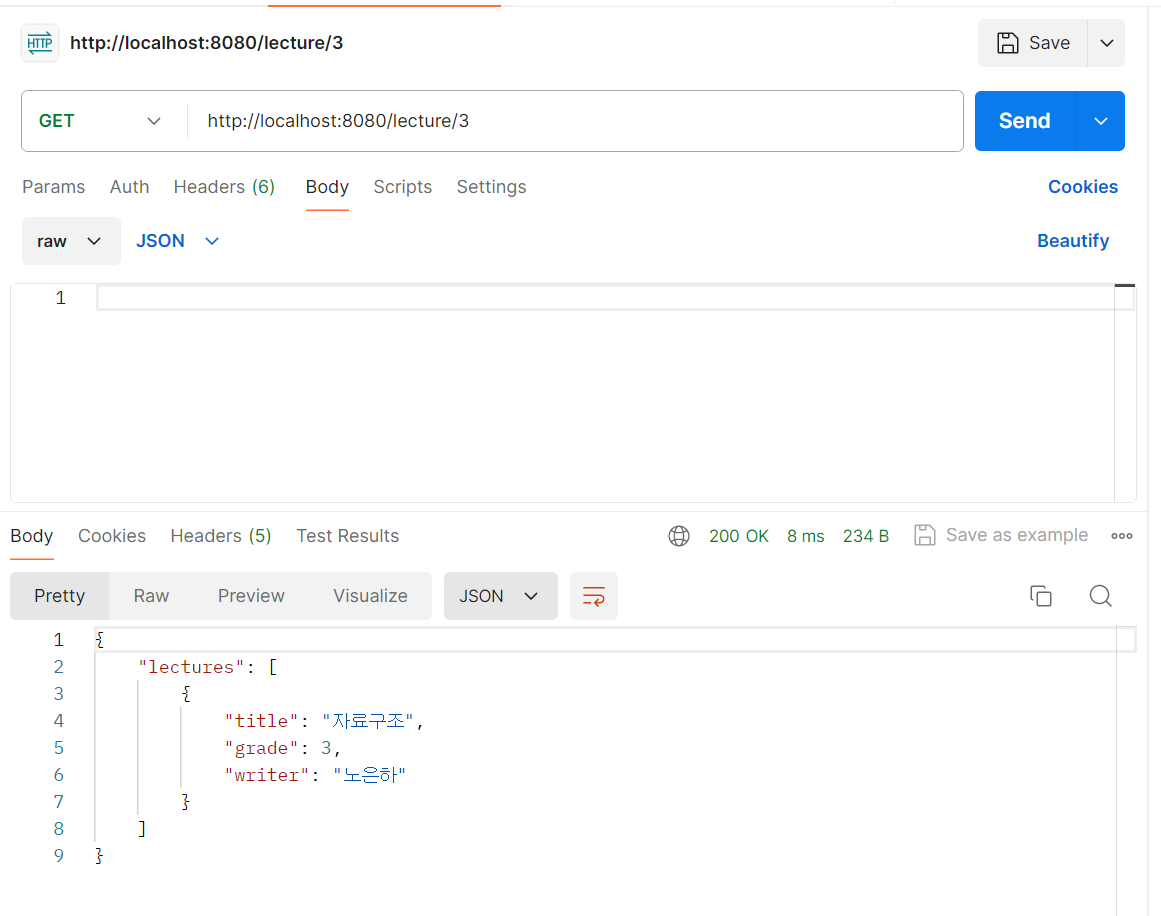 HTTP http://localhost:8080/lecture/3 Save
GET http://localhost:8080/lecture/3 Send
Params Auth Headers (6) Body Scripts Settings Cookies
raw JSON Beautify
1
Body Cookies Headers (5) Test Results 200 OK 8 ms 234 B Save as example
Pretty Raw Preview Visualize JSON
1 {
2 "lectures": [
3 {
4 "title": "자료구조",
5 "grade": 3,
6 "writer": "노은하"
7 }
8 ]
9 }